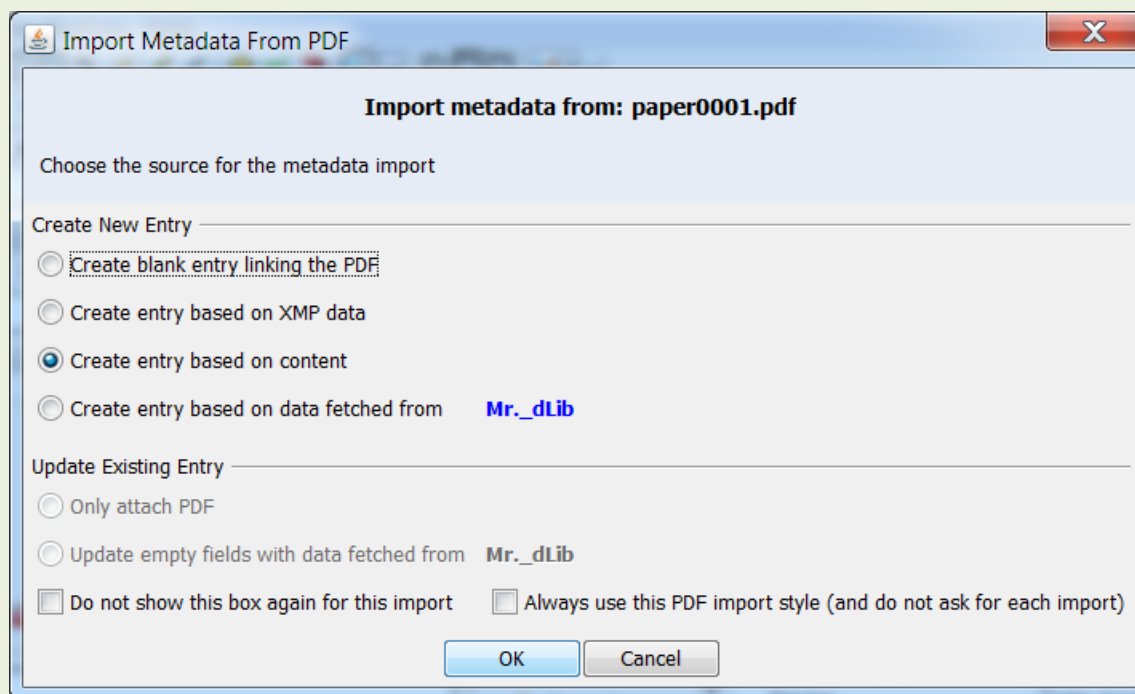 Import Metadata From PDF
X
Import metadata from: paper0001.pdf
Choose the source for the metadata import
Create New Entry
Create blank entry linking the PDF
Create entry based on XMP data
Create entry based on content
Create entry based on data fetched from Mr._dLib
Update Existing Entry
Only attach PDF
Update empty fields with data fetched from Mr._dLib
Do not show this box again for this import Always use this PDF import style (and do not ask for each import)
OK Cancel